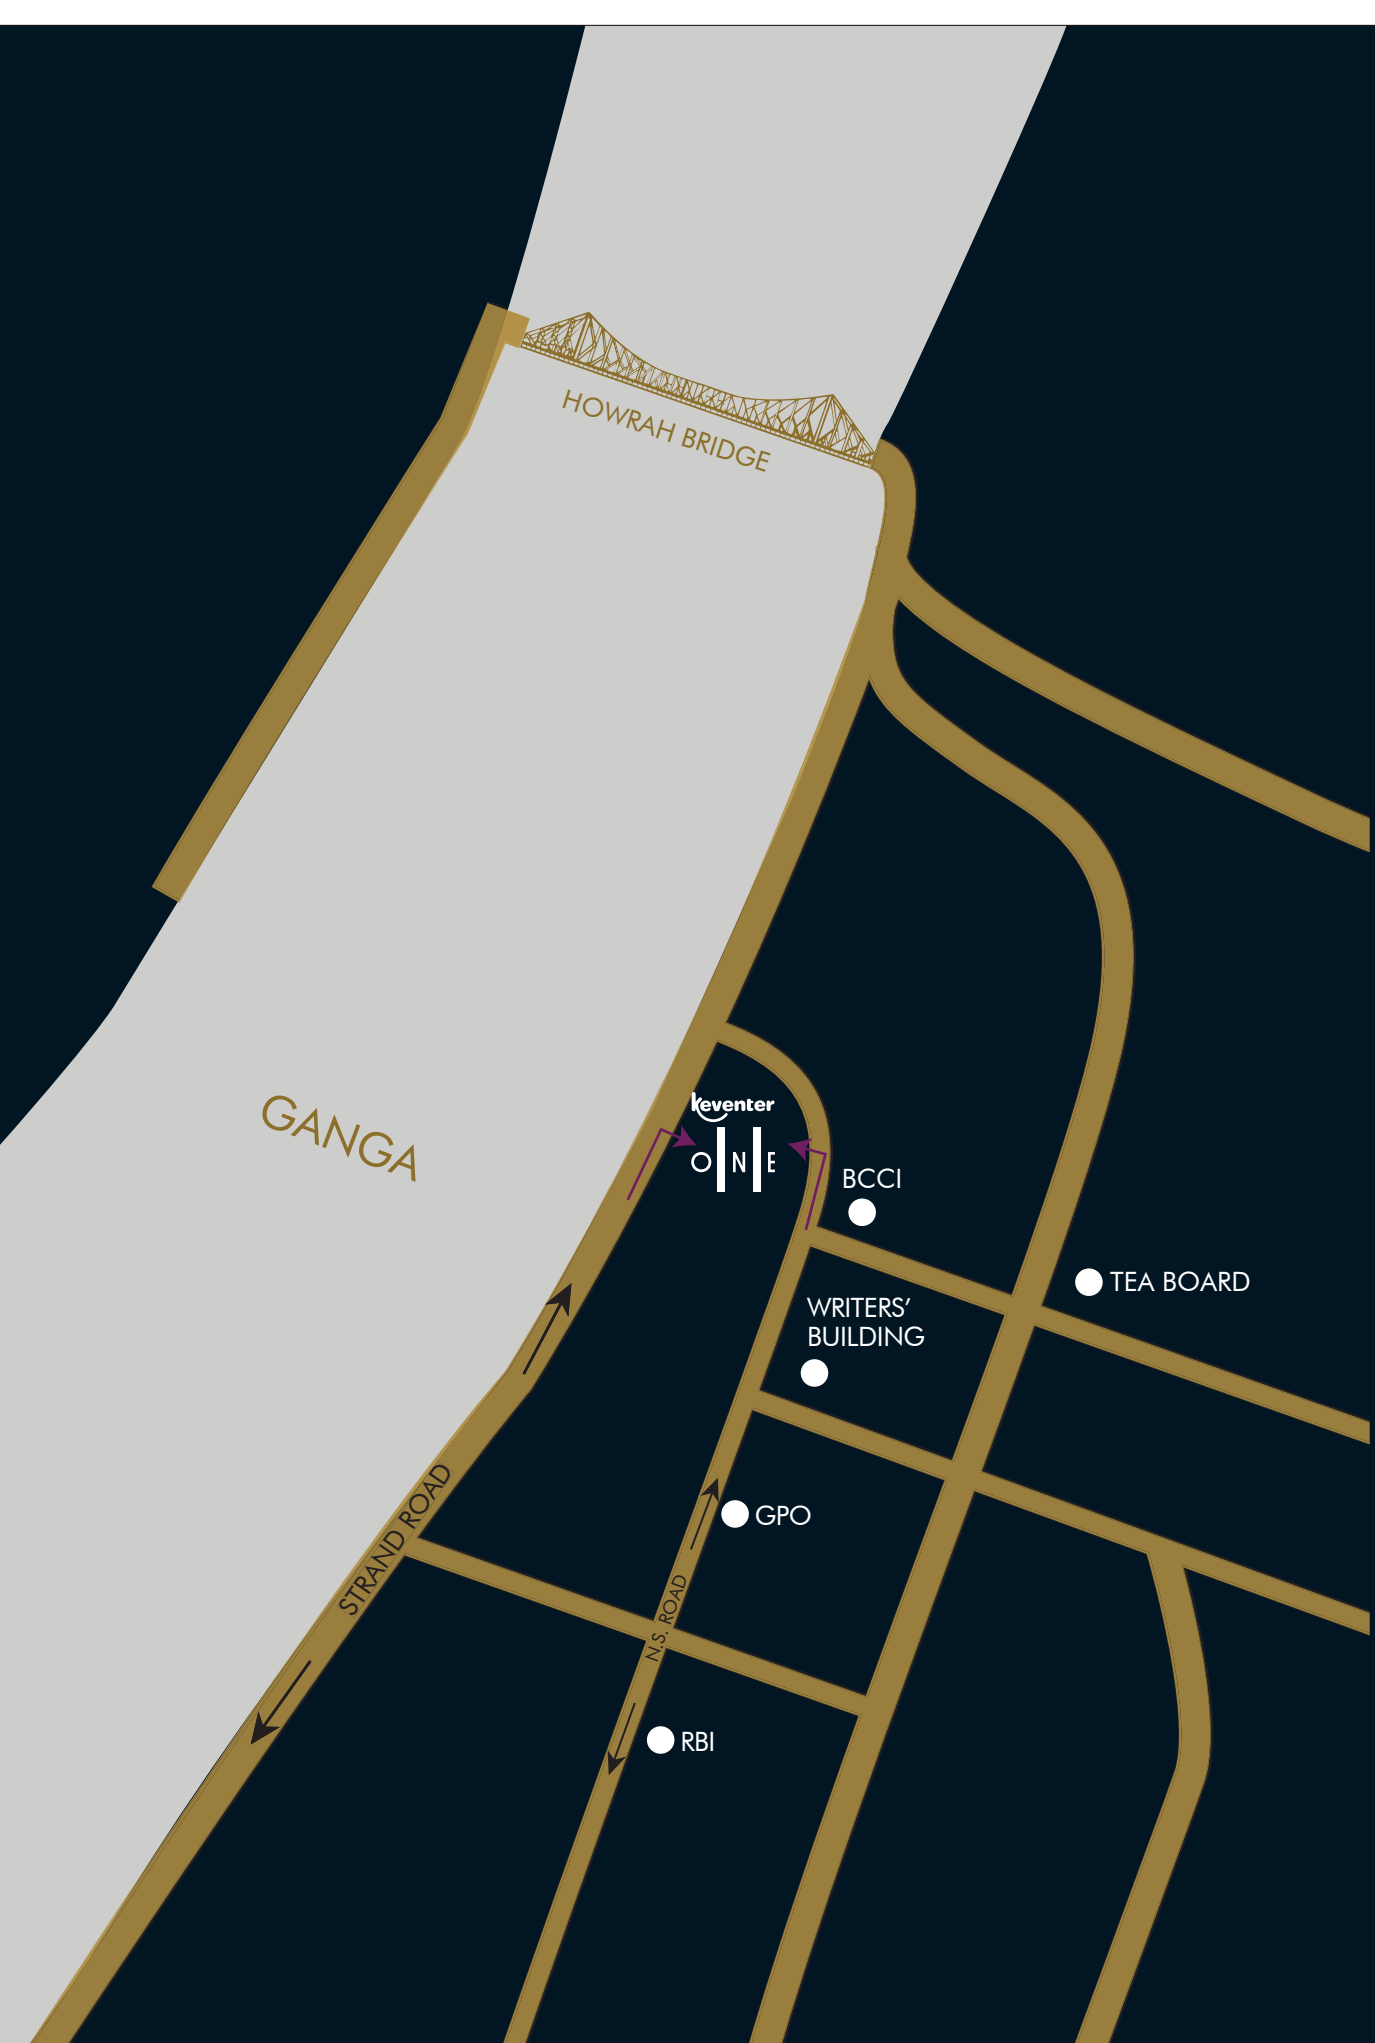 HOWRAH BRIDGE
GANGA
keventer
ONE
BCCI
TEA BOARD
WRITERS’
BUILDING
GPO
STRAND ROAD
N.S. ROAD
RBI